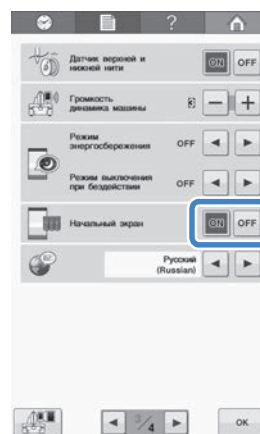 ?
Датчик верхней и
нижней нити
ON OFF
Громкость
динамика машины
3 − +
Режим
энергосбережения
OFF
Режим выключения
при бездействии
OFF
Начальный экран
ON OFF
Русский
(Russian)
3/4
OK